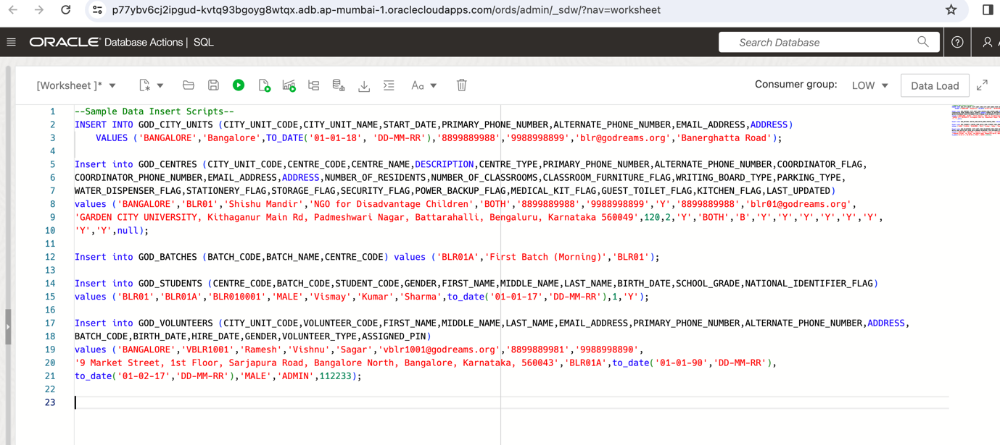 p77ybv6cj2ipgud-kvtq93bgoyg8wtqx.adb.ap-mumbai-1.oraclecloudapps.com/ords/admin/_sdw/?nav=worksheet
ORACLE Database Actions | SQL
Search Database
[Worksheet ]*
Aa
Consumer group:
LOW
Data Load
1 --Sample Data Insert Scripts--
2 INSERT INTO GOD_CITY_UNITS (CITY_UNIT_CODE,CITY_UNIT_NAME,START_DATE,PRIMARY_PHONE_NUMBER,ALTERNATE_PHONE_NUMBER,EMAIL_ADDRESS,ADDRESS)
3 VALUES ('BANGALORE','Bangalore',TO_DATE('01-01-18', 'DD-MM-RR'),'8899889988','9988998899','blr@godreams.org','Banerghatta Road');
4
5 Insert into GOD_CENTRES (CITY_UNIT_CODE,CENTRE_CODE,CENTRE_NAME,DESCRIPTION,CENTRE_TYPE,PRIMARY_PHONE_NUMBER,ALTERNATE_PHONE_NUMBER,COORDINATOR_FLAG,
6 COORDINATOR_PHONE_NUMBER,EMAIL_ADDRESS,ADDRESS,NUMBER_OF_RESIDENTS,NUMBER_OF_CLASSROOMS,CLASSROOM_FURNITURE_FLAG,WRITING_BOARD_TYPE,PARKING_TYPE,
7 WATER_DISPENSER_FLAG,STATIONERY_FLAG,STORAGE_FLAG,SECURITY_FLAG,POWER_BACKUP_FLAG,MEDICAL_KIT_FLAG,GUEST_TOILET_FLAG,KITCHEN_FLAG,LAST_UPDATED)
8 values ('BANGALORE','BLR01','Shishu Mandir','NGO for Disadvantage Children','BOTH','8899889988','9988998899','Y','8899889988','blr01@godreams.org',
9 'GARDEN CITY UNIVERSITY, Kithaganur Main Rd, Padmeshwari Nagar, Battarahalli, Bengaluru, Karnataka 560049',120,2,'Y','BOTH','B','Y','Y','Y','Y','Y','Y',
10 'Y','Y',null);
11
12 Insert into GOD_BATCHES (BATCH_CODE,BATCH_NAME,CENTRE_CODE) values ('BLR01A','First Batch (Morning)','BLR01');
13
14 Insert into GOD_STUDENTS (CENTRE_CODE,BATCH_CODE,STUDENT_CODE,GENDER,FIRST_NAME,MIDDLE_NAME,LAST_NAME,BIRTH_DATE,SCHOOL_GRADE,NATIONAL_IDENTIFIER_FLAG)
15 values ('BLR01','BLR01A','BLR010001','MALE','Vismay','Kumar','Sharma',to_date('01-01-17','DD-MM-RR'),1,'Y');
16
17 Insert into GOD_VOLUNTEERS (CITY_UNIT_CODE,VOLUNTEER_CODE,FIRST_NAME,MIDDLE_NAME,LAST_NAME,EMAIL_ADDRESS,PRIMARY_PHONE_NUMBER,ALTERNATE_PHONE_NUMBER,ADDRESS,
18 BATCH_CODE,BIRTH_DATE,HIRE_DATE,GENDER,VOLUNTEER_TYPE,ASSIGNED_PIN)
19 values ('BANGALORE','VBLR1001','Ramesh','Vishnu','Sagar','vblr1001@godreams.org','8899889981','9988998890',
20 '9 Market Street, 1st Floor, Sarjapura Road, Bangalore North, Bangalore, Karnataka, 560043','BLR01A',to_date('01-01-90','DD-MM-RR'),
21 to_date('01-02-17','DD-MM-RR'),'MALE','ADMIN',112233);
22
23